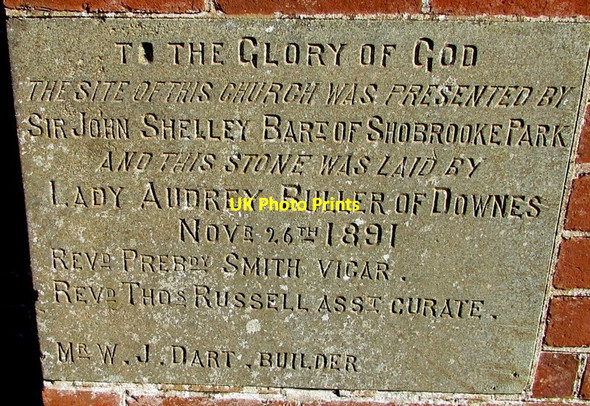 TO THE GLORY OF GOD
THE SITE OF THIS CHURCH WAS PRESENTED BY
SIR JOHN SHELLEY BART OF SHOBROOKE PARK
AND THIS STONE WAS LAID BY
LADY AUDREY BULLER OF DOWNES
UK Photo Prints
NOVR 26TH 1891
REVD PREBDY SMITH VICAR.
REVD THOS RUSSELL ASST CURATE.
MR W. J. DART, BUILDER